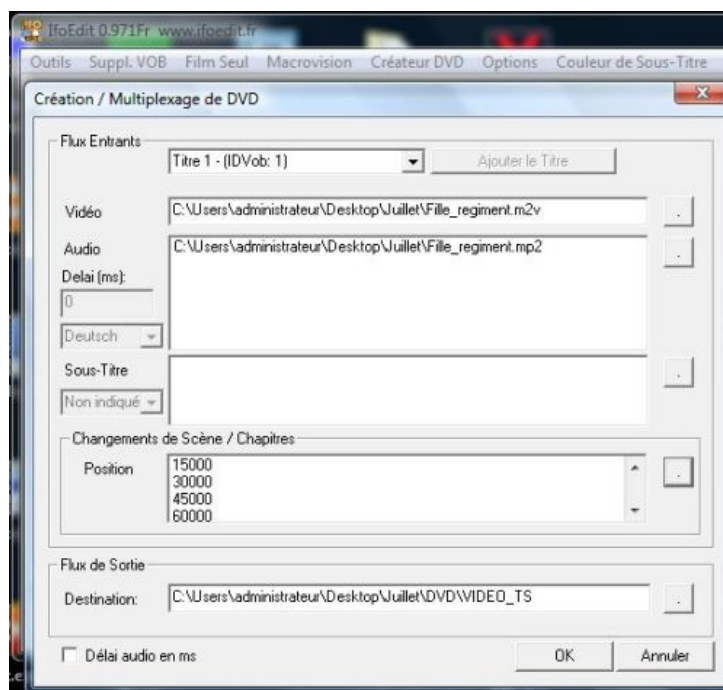 IfoEdit 0.971Fr www.ifoedit.fr
Outils Suppl. VOB Film Seul Macrovision Créateur DVD Options Couleur de Sous-Titre
Création / Multiplexage de DVD
Flux Entrants
Titre 1 - (IDVob: 1) Ajouter le Titre
Vidéo C:\Users\administrateur\Desktop\Juillet\Fille_regiment.m2v .
Audio C:\Users\administrateur\Desktop\Juillet\Fille_regiment.mp2 .
Delai (ms):
0
Deutsch
Sous-Titre .
Non indiqué
Changements de Scène / Chapitres
Position 15000 .
30000
45000
60000
Flux de Sortie
Destination: C:\Users\administrateur\Desktop\Juillet\DVD\VIDEO_TS .
Délai audio en ms OK Annuler